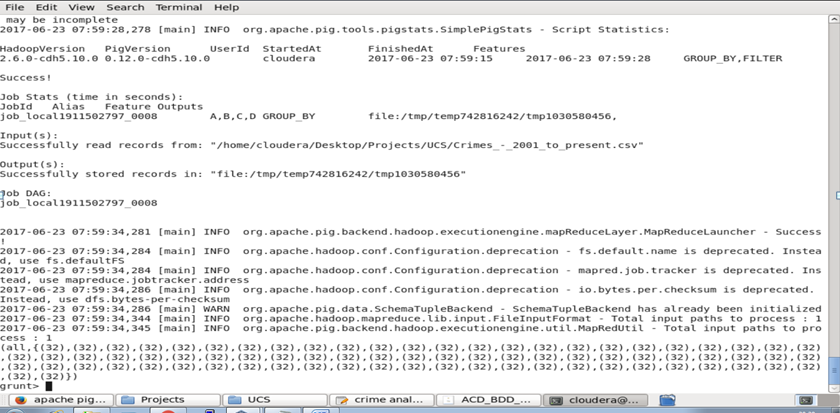 File Edit View Search Terminal Help
may be incomplete
2017-06-23 07:59:28,278 [main] INFO org.apache.pig.tools.pigstats.SimplePigStats - Script Statistics:
HadoopVersion PigVersion UserId StartedAt FinishedAt Features
2.6.0-cdh5.10.0 0.12.0-cdh5.10.0 cloudera 2017-06-23 07:59:15 2017-06-23 07:59:28 GROUP_BY,FILTER
Success!
Job Stats (time in seconds):
JobId Alias Feature Outputs
job_local1911502797_0008 A,B,C,D GROUP_BY file:/tmp/temp742816242/tmp1030580456,
Input(s):
Successfully read records from: "/home/cloudera/Desktop/Projects/UCS/Crimes_-_2001_to_present.csv"
Output(s):
Successfully stored records in: "file:/tmp/temp742816242/tmp1030580456"
Job DAG:
job_local1911502797_0008
2017-06-23 07:59:34,281 [main] INFO org.apache.pig.backend.hadoop.executionengine.mapReduceLayer.MapReduceLauncher - Success
!
2017-06-23 07:59:34,284 [main] INFO org.apache.hadoop.conf.Configuration.deprecation - fs.default.name is deprecated. Instea
d, use fs.defaultFS
2017-06-23 07:59:34,284 [main] INFO org.apache.hadoop.conf.Configuration.deprecation - mapred.job.tracker is deprecated. Ins
tead, use mapreduce.jobtracker.address
2017-06-23 07:59:34,286 [main] INFO org.apache.hadoop.conf.Configuration.deprecation - io.bytes.per.checksum is deprecated.
Instead, use dfs.bytes-per-checksum
2017-06-23 07:59:34,286 [main] WARN org.apache.pig.data.SchemaTupleBackend - SchemaTupleBackend has already been initialized
2017-06-23 07:59:34,344 [main] INFO org.apache.hadoop.mapreduce.lib.input.FileInputFormat - Total input paths to process : 1
2017-06-23 07:59:34,345 [main] INFO org.apache.pig.backend.hadoop.executionengine.util.MapRedUtil - Total input paths to pro
cess : 1
(all,{(32),(32),(32),(32),(32),(32),(32),(32),(32),(32),(32),(32),(32),(32),(32),(32),(32),(32),(32),(32),(32),(32),(32)
,(32),(32),(32),(32),(32),(32),(32),(32),(32),(32),(32),(32),(32),(32),(32),(32),(32),(32),(32),(32),(32),(32),(32),(32)
,(32),(32),(32),(32),(32),(32),(32),(32),(32),(32),(32),(32),(32),(32),(32),(32),(32),(32),(32),(32),(32),(32),(32),(32)
,(32),(32)})
grunt>
apache pig... Projects UCS crime anal... ACD_BDD_... cloudera@...